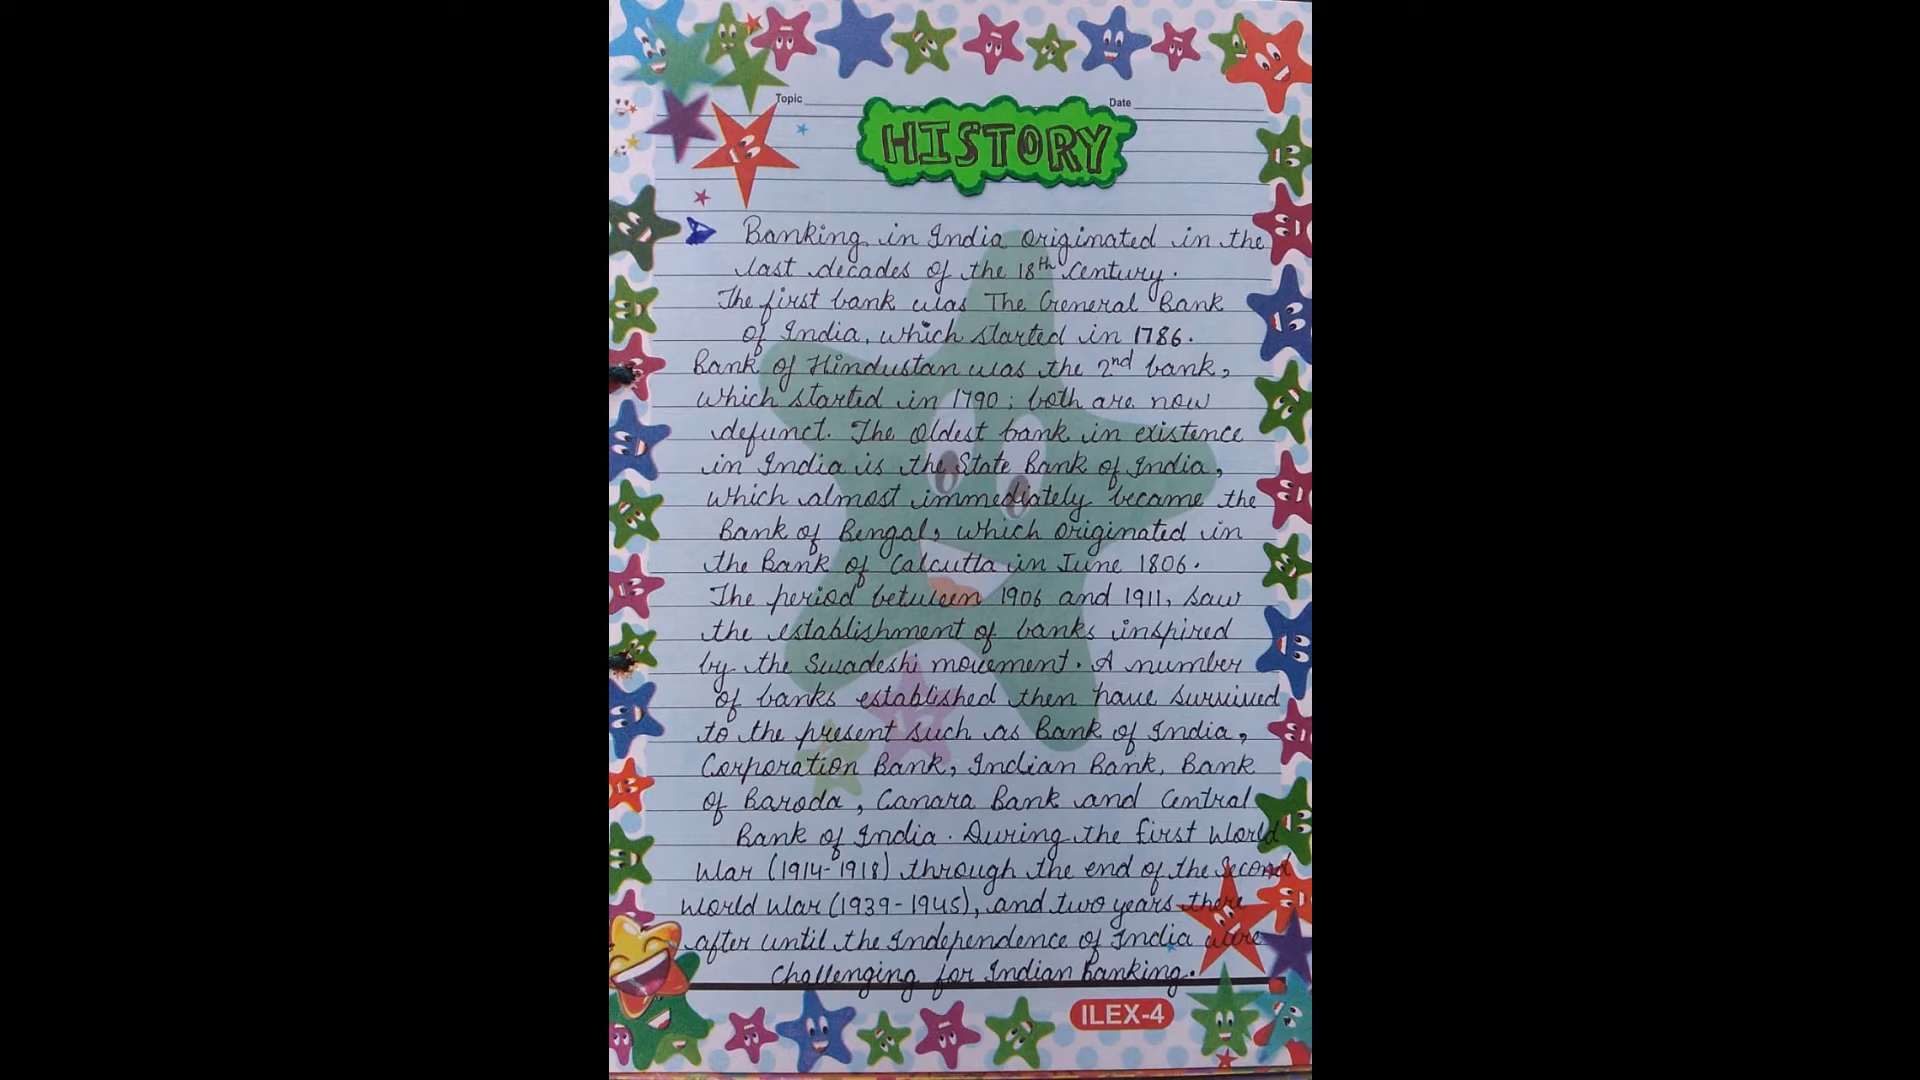 Topic
Date
HISTORY
Banking in India originated in the
last decades of the 18th century.
The first bank was The General Bank
of India, which started in 1786.
Bank of Hindustan was the 2nd bank,
which started in 1790; both are now
defunct. The oldest bank in existence
in India is the State Bank of India,
which almost immediately became the
Bank of Bengal, which originated in
the Bank of Calcutta in June 1806.
The period between 1906 and 1911, saw
the establishment of banks inspired
by the Swadeshi movement. A number
of banks established then have survived
to the present such as Bank of India,
Corporation Bank, Indian Bank, Bank
of Baroda, Canara Bank and Central
Bank of India. During the first World
War (1914-1918) through the end of the Second
World War (1939-1945), and two years there
after until the Independence of India were
challenging for Indian Banking.
ILEX-4